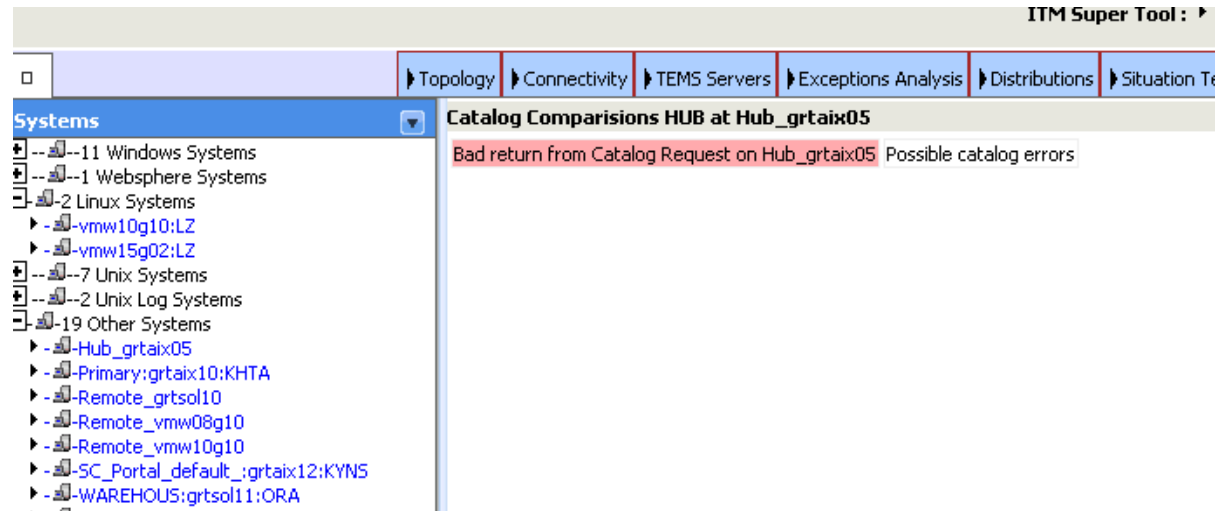 ITM Super Tool :
Topology Connectivity TEMS Servers Exceptions Analysis Distributions Situation Te
Systems
Catalog Comparisions HUB at Hub_grtaix05
Bad return from Catalog Request on Hub_grtaix05 Possible catalog errors
--11 Windows Systems
--1 Websphere Systems
-2 Linux Systems
-vmw10g10:LZ
-vmw15g02:LZ
--7 Unix Systems
--2 Unix Log Systems
-19 Other Systems
-Hub_grtaix05
-Primary:grtaix10:KHTA
-Remote_grtsol10
-Remote_vmw08g10
-Remote_vmw10g10
-SC_Portal_default_:grtaix12:KYNS
-WAREHOUS:grtsol11:ORA